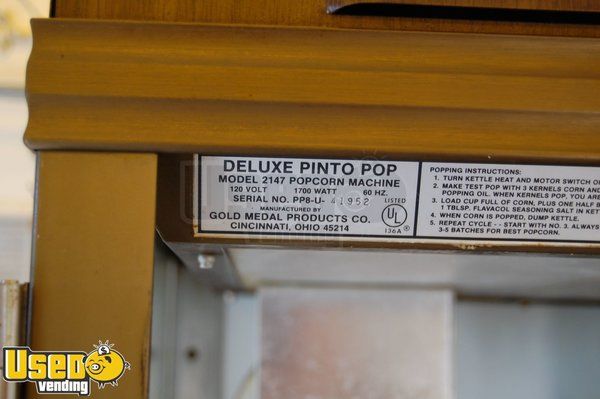 DELUXE PINTO POP
MODEL 2147 POPCORN MACHINE
120 VOLT 1700 WATT 60 HZ.
SERIAL NO. PP8-U- 41952 LISTED
MANUFACTURED BY
GOLD MEDAL PRODUCTS CO. UL
CINCINNATI, OHIO 45214 136A ®
POPPING INSTRUCTIONS:
1. TURN KETTLE HEAT AND MOTOR SWITCH O
2. MAKE TEST POP WITH 3 KERNELS CORN AND
POPPING OIL. WHEN KERNELS POP, YOU ARE
3. LOAD CUP FULL OF CORN, PLUS ONE HALF
1 TBLSP. FLAVACOL SEASONING SALT IN KET
4. WHEN CORN IS POPPED, DUMP KETTLE.
5. REPEAT CYCLE - - START WITH NO. 3. ALWAYS
3-5 BATCHES FOR BEST POPCORN.
USED
Vending